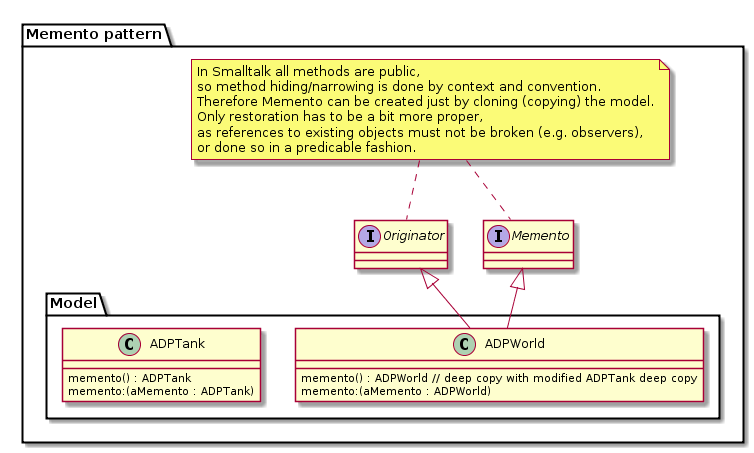 Memento pattern
In Smalltalk all methods are public,
so method hiding/narrowing is done by context and convention.
Therefore Memento can be created just by cloning (copying) the model.
Only restoration has to be a bit more proper,
as references to existing objects must not be broken (e.g. observers),
or done so in a predicable fashion.
I Originator
I Memento
Model
C ADPTank
memento() : ADPTank
memento:(aMemento : ADPTank)
C ADPWorld
memento() : ADPWorld // deep copy with modified ADPTank deep copy
memento:(aMemento : ADPWorld)